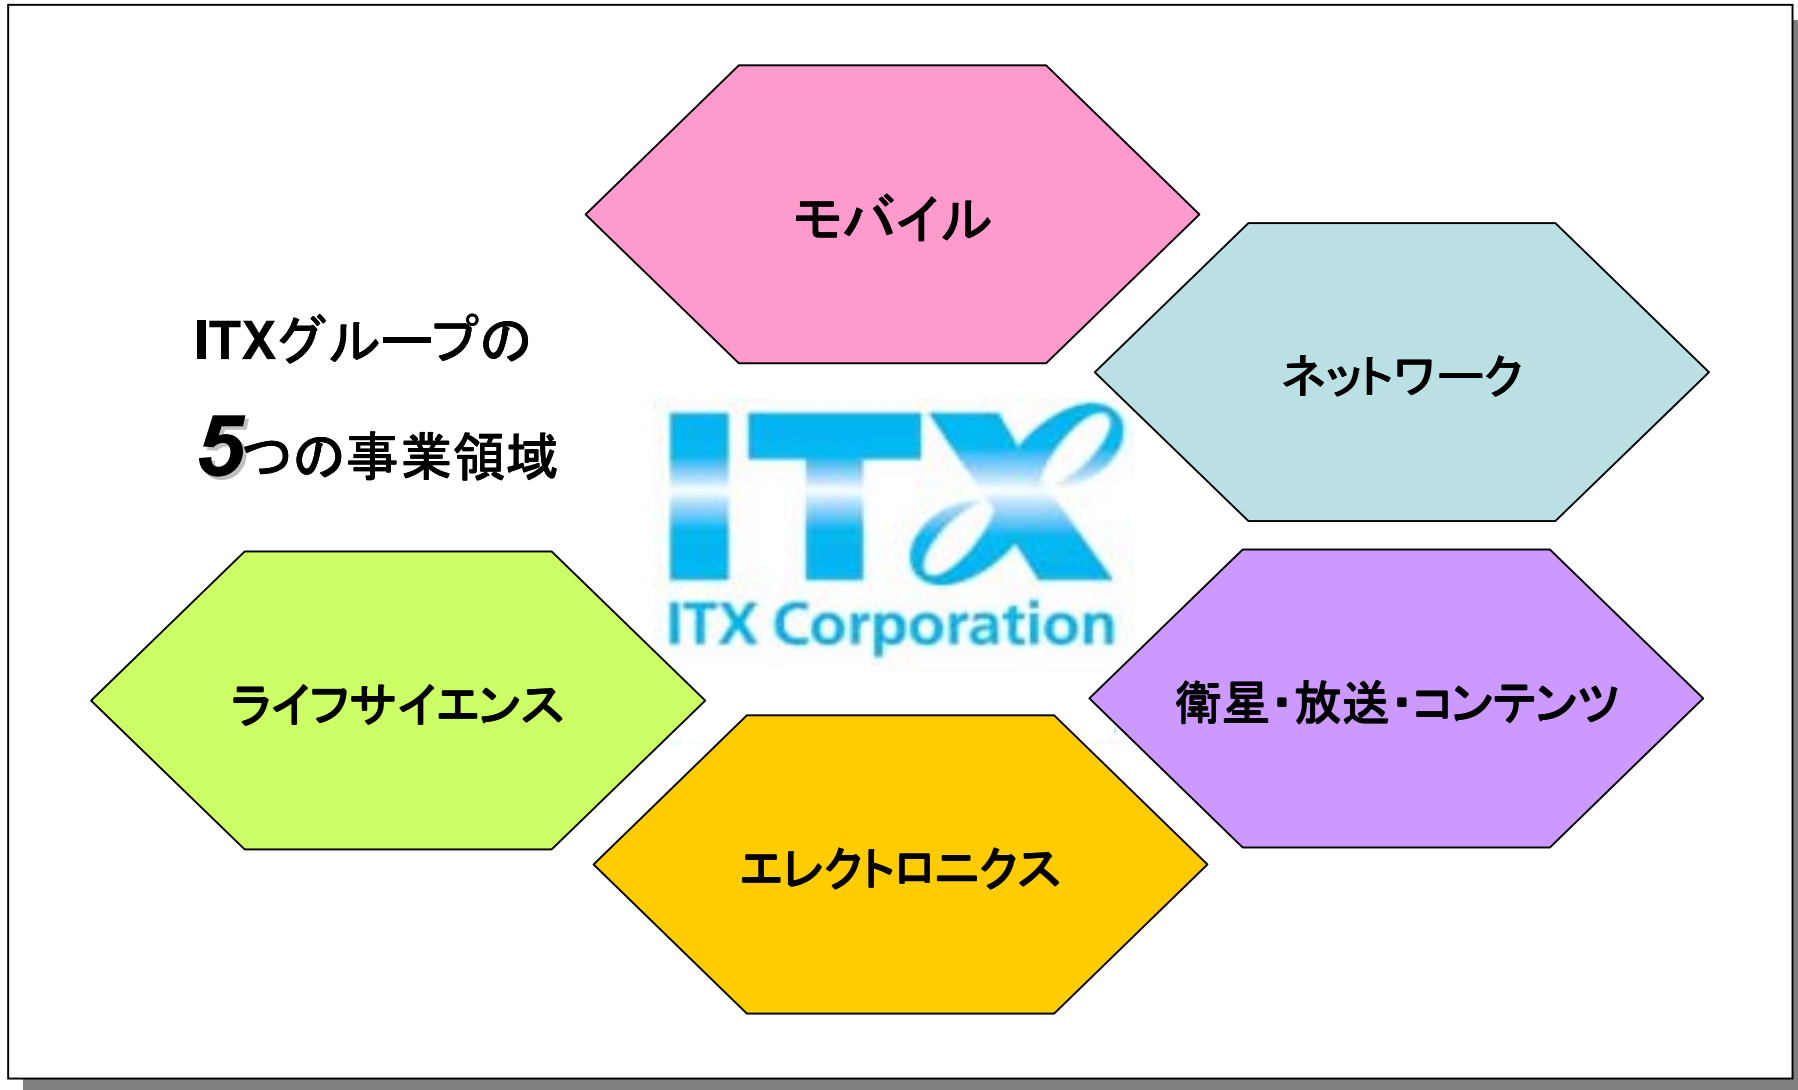 モバイル
ネットワーク
ITXグループの
5つの事業領域
ITX
ITX Corporation
ライフサイエンス
衛星・放送・コンテンツ
エレクトロニクス